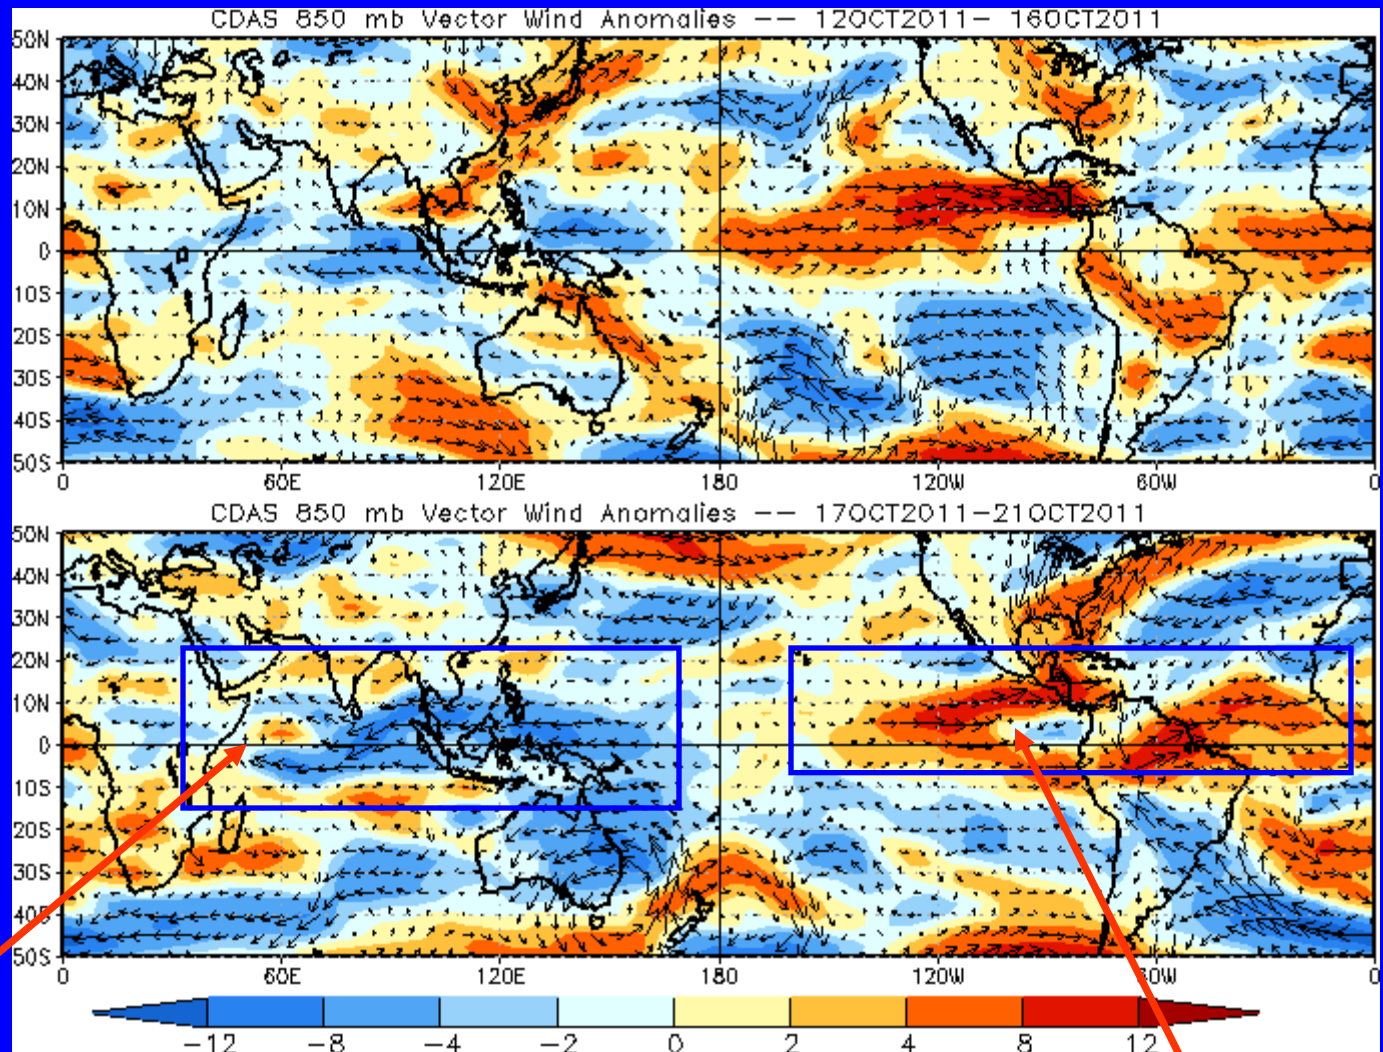 CDAS 850 mb Vector Wind Anomalies -- 12OCT2011- 16OCT2011
50N
40N
30N
20N
10N
0
10S
20S
30S
40S
50S
0 60E 120E 180 120W 60W 0
CDAS 850 mb Vector Wind Anomalies -- 17OCT2011-21OCT2011
50N
40N
30N
20N
10N
0
10S
20S
30S
40S
50S
0 60E 120E 180 120W 60W 0
-12 -8 -4 -2 0 2 4 8 12